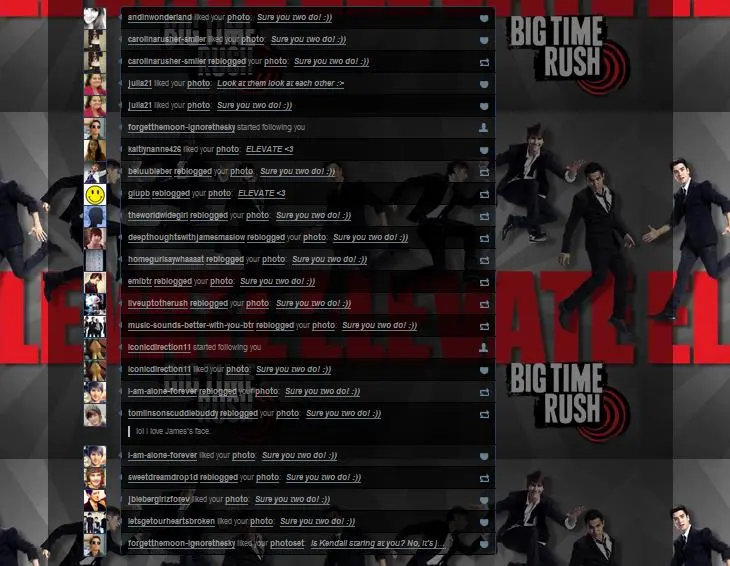 BIG TIME
RUSH
andinwonderland liked your photo: Sure you two do! :))
carolinarusher-smiler liked your photo: Sure you two do! :))
carolinarusher-smiler reblogged your photo: Sure you two do! :))
julia21 liked your photo: Look at them look at each other :>
julia21 liked your photo: Sure you two do! :))
forgetthemoon-ignorethesky started following you
kaitlynanne426 liked your photo: ELEVATE <3
beluubieber reblogged your photo: Sure you two do! :))
giupb reblogged your photo: ELEVATE <3
theworldwidegirl reblogged your photo: Sure you two do! :))
deepthoughtswithjamesmaslow reblogged your photo: Sure you two do! :))
homegurlsaywhaaat reblogged your photo: Sure you two do! :))
emibtr reblogged your photo: Sure you two do! :))
liveuptotherush reblogged your photo: Sure you two do! :))
music-sounds-better-with-you-btr reblogged your photo: Sure you two do! :))
ELEVATE
iconicdirection11 started following you
iconicdirection11 liked your photo: Sure you two do! :))
i-am-alone-forever reblogged your photo: Sure you two do! :))
BIG TIME
RUSH
tomlinsonscuddlebuddy reblogged your photo: Sure you two do! :))
lol I love James's face.
i-am-alone-forever liked your photo: Sure you two do! :))
sweetdreamdrop1d reblogged your photo: Sure you two do! :))
jbiebergirlzforev liked your photo: Sure you two do! :))
letsgetourheartsbroken liked your photo: Sure you two do! :))
forgetthemoon-ignorethesky liked your photoset: Is Kendall staring at you? No, it's j...